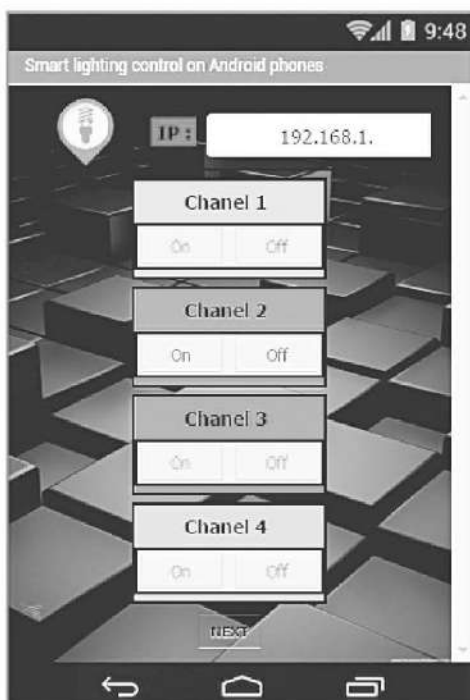 9:48
Smart lighting control on Android phones
IP : 192.168.1.
Chanel 1
On Off
Chanel 2
On Off
Chanel 3
On Off
Chanel 4
On Off
NEXT